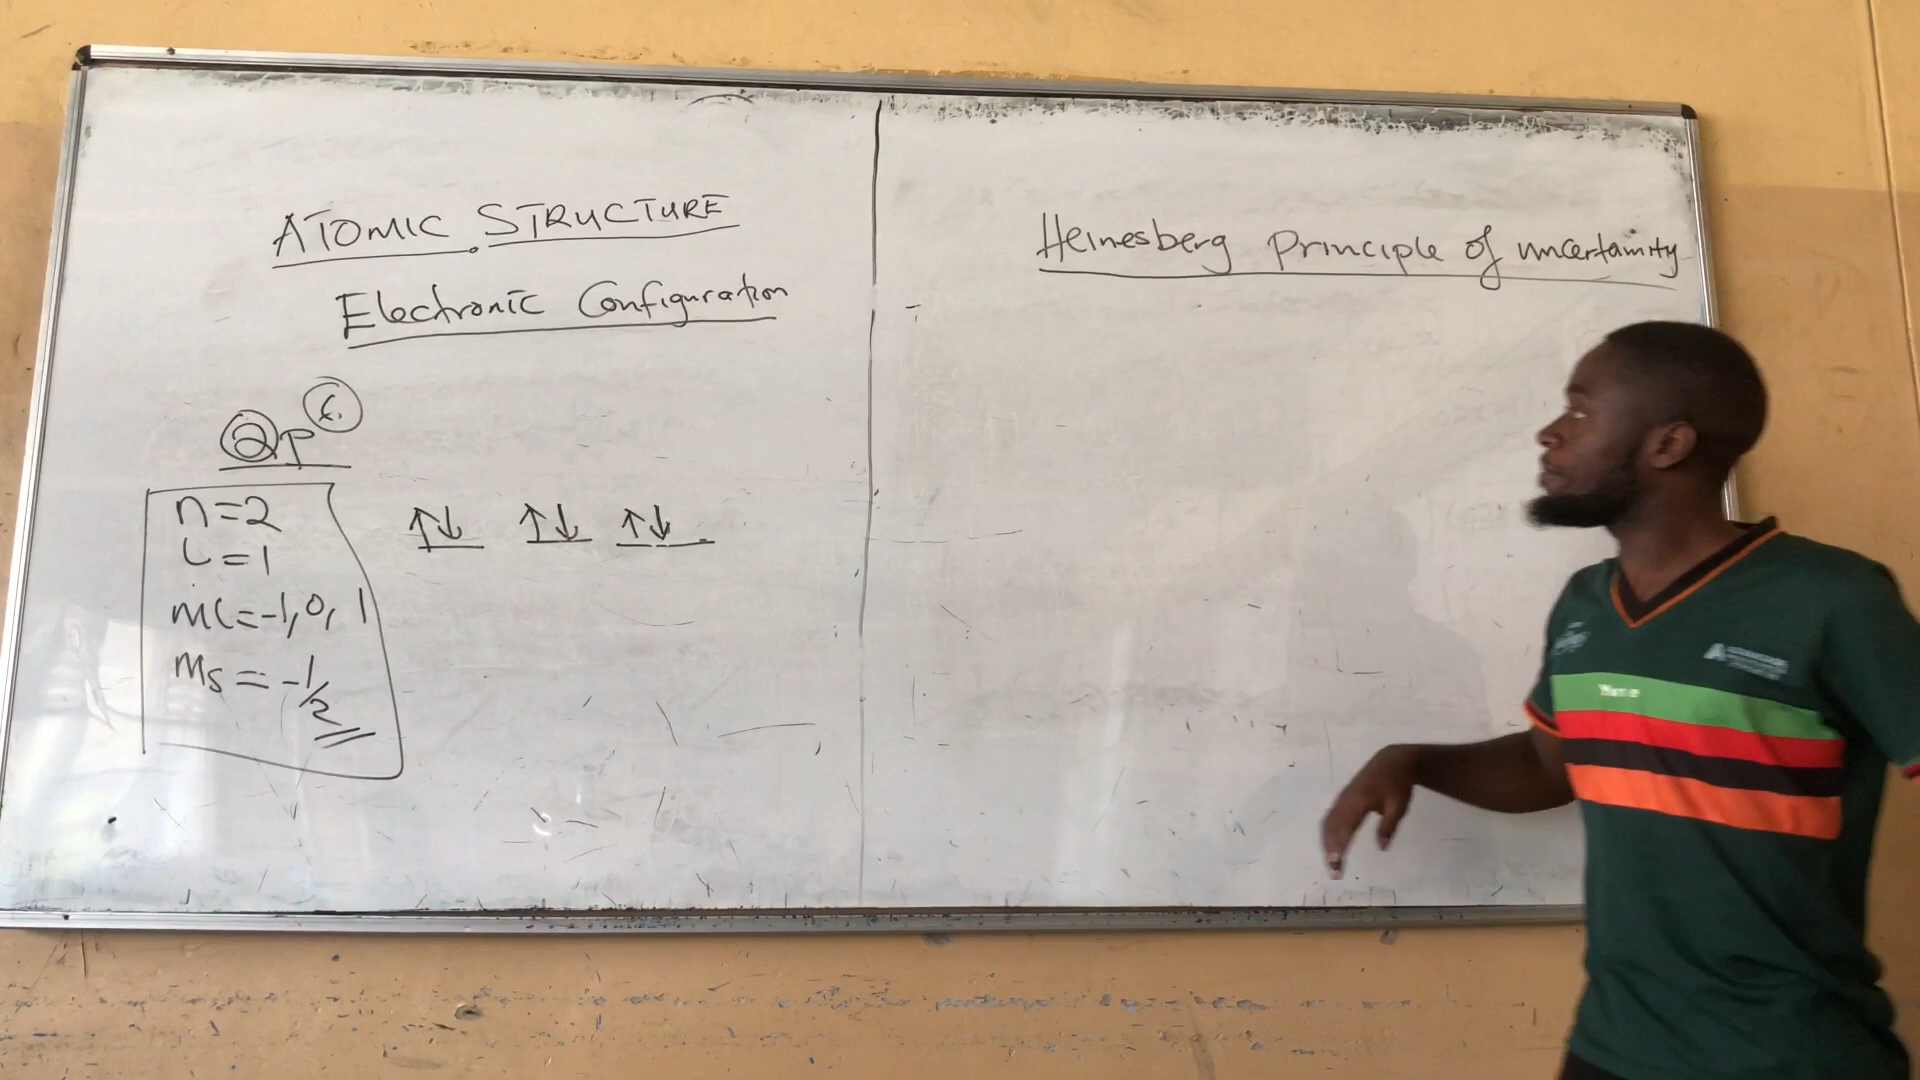 ATOMIC STRUCTURE
Electronic Configuration
2p⁶
n=2
l=1
ml=-1, 0, 1
ms=-1/2
↑↓ ↑↓ ↑↓
Heinesberg Principle of uncertainity